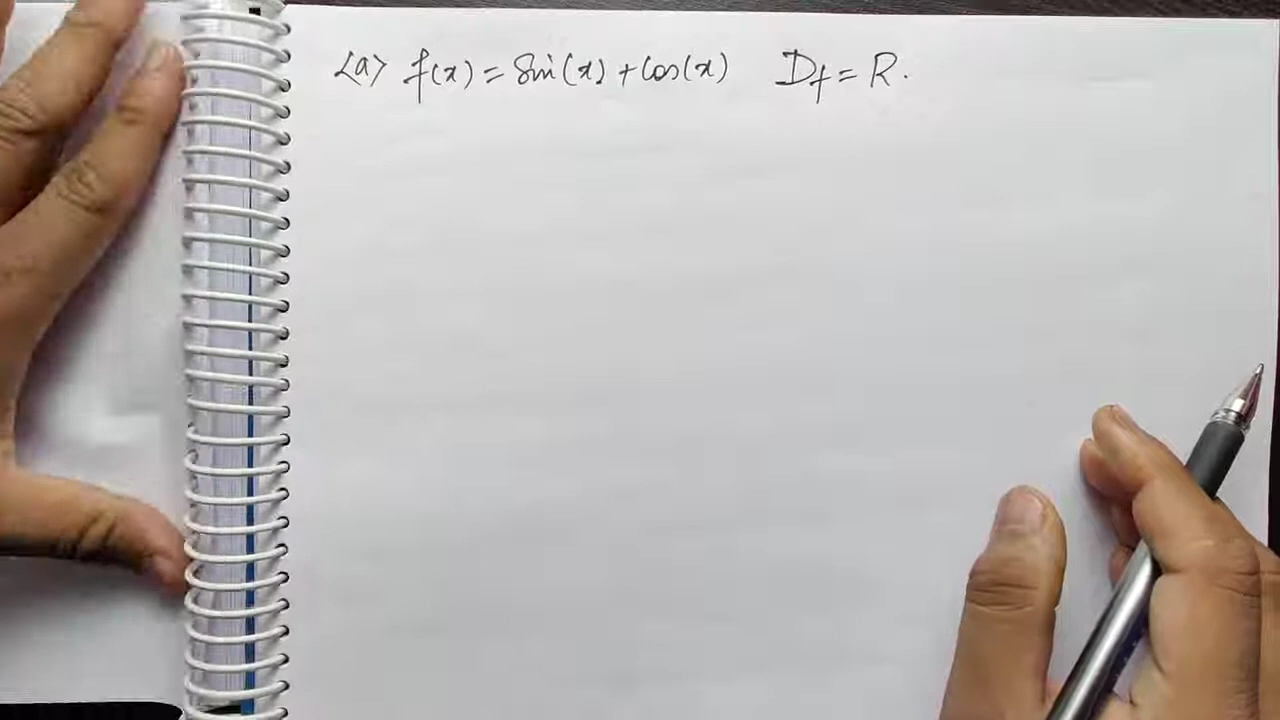 <a> f(x) = Sin(x) + Cos(x) Df = R.